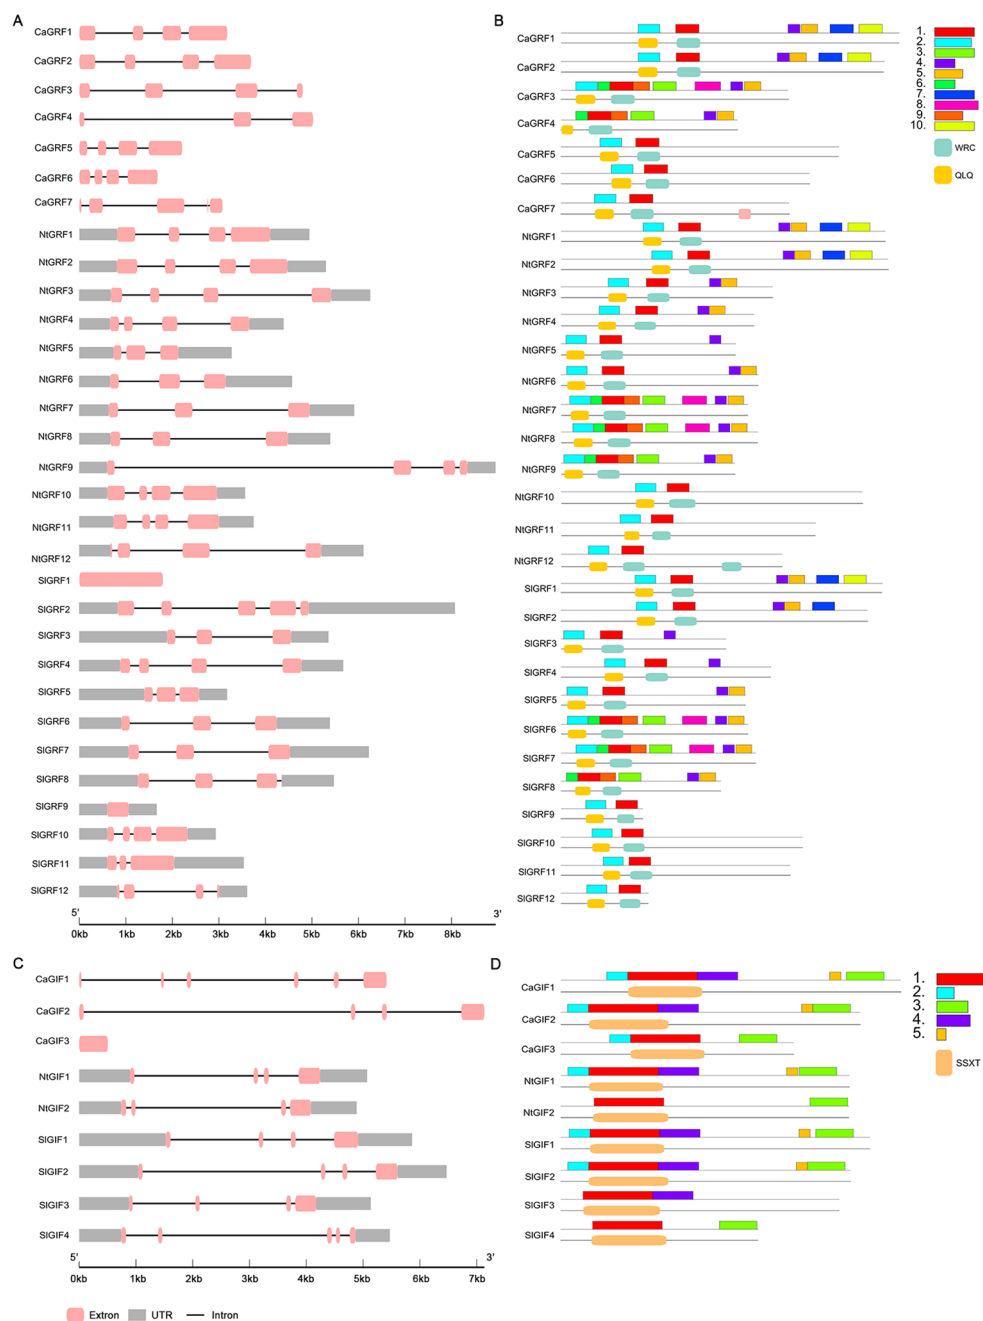 A
CaGRF1
CaGRF2
CaGRF3
CaGRF4
CaGRF5
CaGRF6
CaGRF7
NtGRF1
NtGRF2
NtGRF3
NtGRF4
NtGRF5
NtGRF6
NtGRF7
NtGRF8
NtGRF9
NtGRF10
NtGRF11
NtGRF12
SlGRF1
SlGRF2
SlGRF3
SlGRF4
SlGRF5
SlGRF6
SlGRF7
SlGRF8
SlGRF9
SlGRF10
SlGRF11
SlGRF12
5' 3'
0kb 1kb 2kb 3kb 4kb 5kb 6kb 7kb 8kb
B
CaGRF1
CaGRF2
CaGRF3
CaGRF4
CaGRF5
CaGRF6
CaGRF7
NtGRF1
NtGRF2
NtGRF3
NtGRF4
NtGRF5
NtGRF6
NtGRF7
NtGRF8
NtGRF9
NtGRF10
NtGRF11
NtGRF12
SlGRF1
SlGRF2
SlGRF3
SlGRF4
SlGRF5
SlGRF6
SlGRF7
SlGRF8
SlGRF9
SlGRF10
SlGRF11
SlGRF12
1.
2.
3.
4.
5.
6.
7.
8.
9.
10.
WRC
QLQ
C
CaGIF1
CaGIF2
CaGIF3
NtGIF1
NtGIF2
SlGIF1
SlGIF2
SlGIF3
SlGIF4
5' 3'
0kb 1kb 2kb 3kb 4kb 5kb 6kb 7kb
Extron UTR Intron
D
CaGIF1
CaGIF2
CaGIF3
NtGIF1
NtGIF2
SlGIF1
SlGIF2
SlGIF3
SlGIF4
1.
2.
3.
4.
5.
SSXT